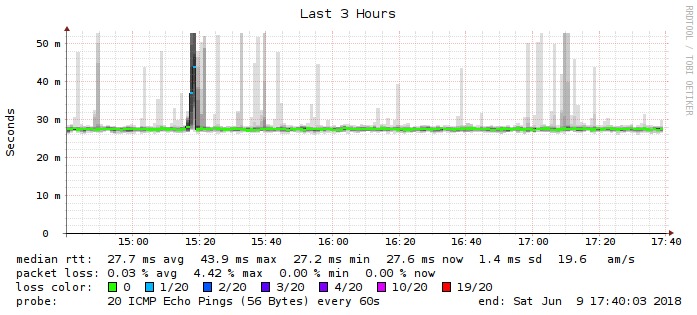 Last 3 Hours
RRDTOOL / TOBI OETIKER
Seconds
50 m
40 m
30 m
20 m
10 m
0
15:00 15:20 15:40 16:00 16:20 16:40 17:00 17:20 17:40
median rtt: 27.7 ms avg 43.9 ms max 27.2 ms min 27.6 ms now 1.4 ms sd 19.6 am/s
packet loss: 0.03 % avg 4.42 % max 0.00 % min 0.00 % now
loss color: 0 1/20 2/20 3/20 4/20 10/20 19/20
probe: 20 ICMP Echo Pings (56 Bytes) every 60s end: Sat Jun 9 17:40:03 2018